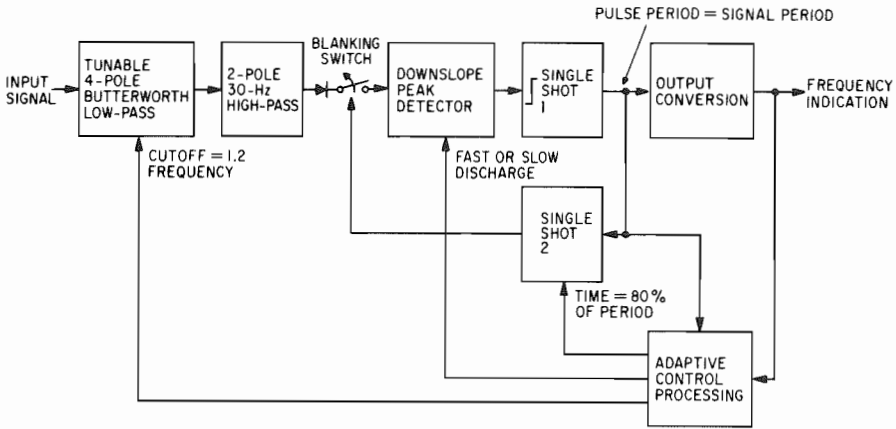 PULSE PERIOD = SIGNAL PERIOD
INPUT
SIGNAL
TUNABLE
4-POLE
BUTTERWORTH
LOW-PASS
2-POLE
30-Hz
HIGH-PASS
BLANKING
SWITCH
DOWNSLOPE
PEAK
DETECTOR
SINGLE
SHOT
1
OUTPUT
CONVERSION
FREQUENCY
INDICATION
CUTOFF = 1.2
FREQUENCY
FAST OR SLOW
DISCHARGE
SINGLE
SHOT
2
TIME = 80%
OF PERIOD
ADAPTIVE
CONTROL
PROCESSING